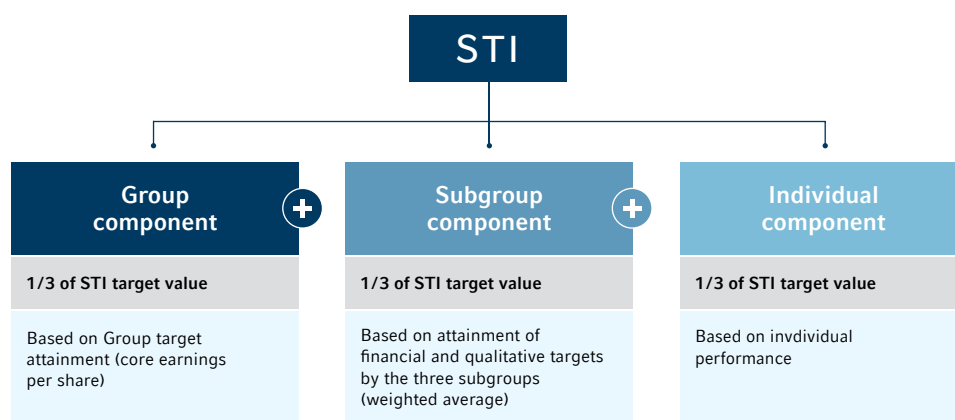 STI
Group
component
+
Subgroup
component
+
Individual
component
1/3 of STI target value
1/3 of STI target value
1/3 of STI target value
Based on Group target
attainment (core earnings
per share)
Based on attainment of
financial and qualitative targets
by the three subgroups
(weighted average)
Based on invdividual
performance